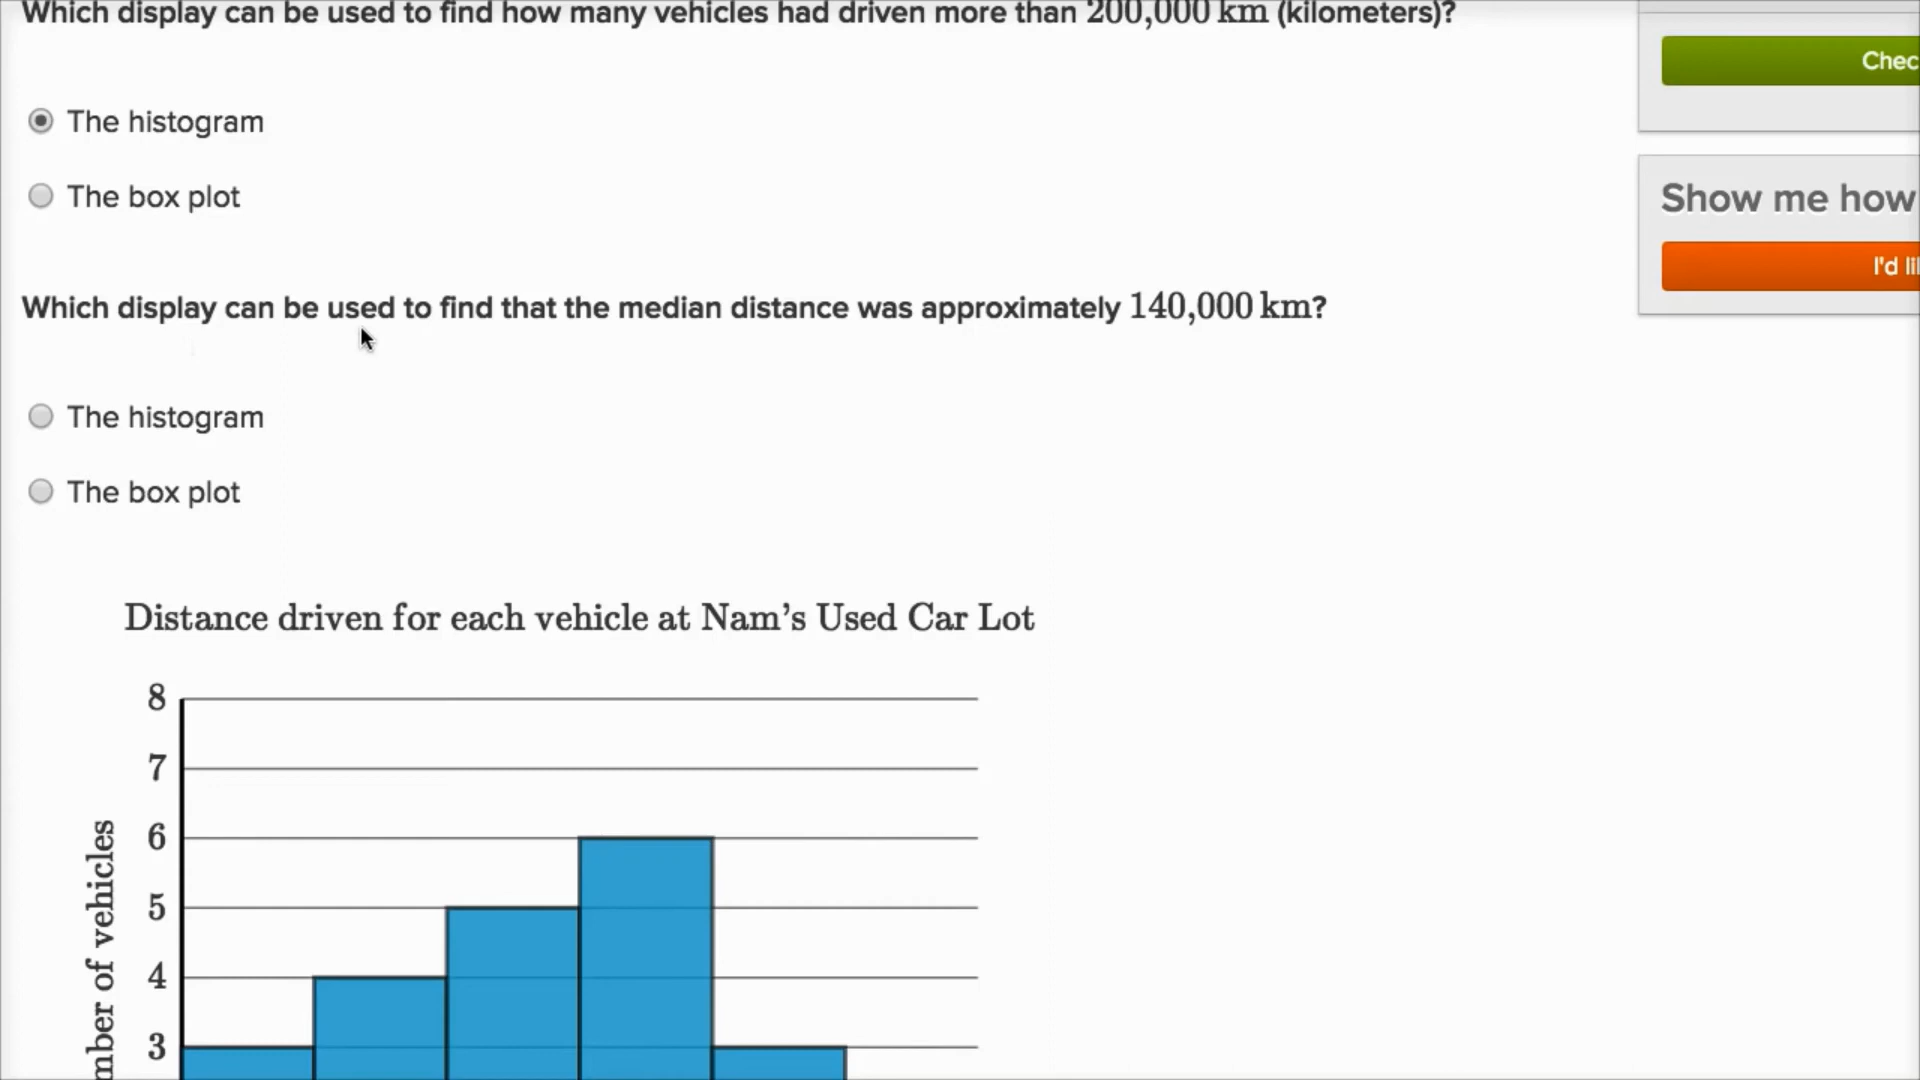 Which display can be used to find how many vehicles had driven more than 200,000 km (kilometers)?
Chec
The histogram
The box plot
Show me how
I'd li
Which display can be used to find that the median distance was approximately 140,000 km?
The histogram
The box plot
Distance driven for each vehicle at Nam's Used Car Lot
8
7
6
5
4
3
mber of vehicles